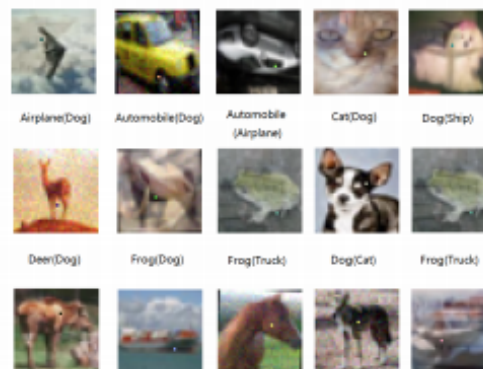 Airplane(Dog)
Automobile(Dog)
Automobile
(Airplane)
Cat(Dog)
Dog(Ship)
Deer(Dog)
Frog(Dog)
Frog(Truck)
Dog(Cat)
Frog(Truck)